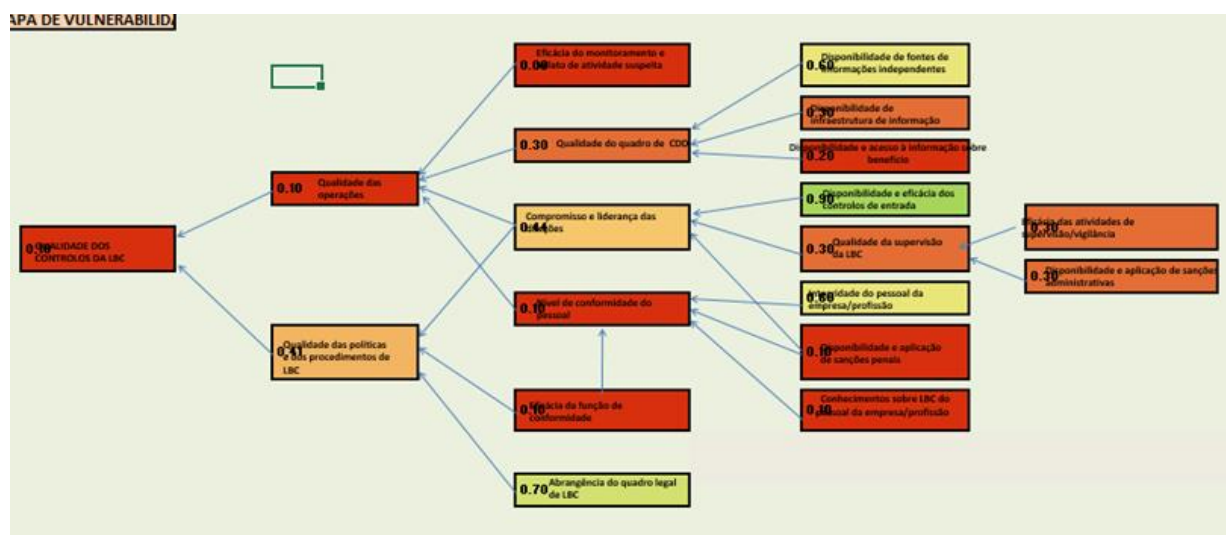 APA DE VULNERABILIDA
Eficácia do monitoramento e
0.00 relato de atividade suspeita
0.60 Disponibilidade de fontes de
informações independentes
0.30 Disponibilidade de
infraestrutura de informação
0.30 Qualidade do quadro de CDD
Disponibilidade e acesso à informação sobre
0.20 benefício
0.10 Qualidade das
operações
0.90 Disponibilidade e eficácia dos
controlos de entrada
Compromisso e liderança das
0.44 direções
0.30 Qualidade da supervisão
da LBC
Eficácia das atividades de
0.30 supervisão/vigilância
0.30 Disponibilidade e aplicação de sanções
administrativas
QUALIDADE DOS
CONTROLOS DA LBC
Integridade do pessoal da
0.60 empresa/profissão
0.10 Nível de conformidade do
pessoal
Qualidade das políticas
0.41 e dos procedimentos de
LBC
0.10 Disponibilidade e aplicação
de sanções penais
Conhecimentos sobre LBC do
0.10 pessoal da empresa/profissão
0.10 Eficácia da função de
conformidade
0.70 Abrangência do quadro legal
de LBC